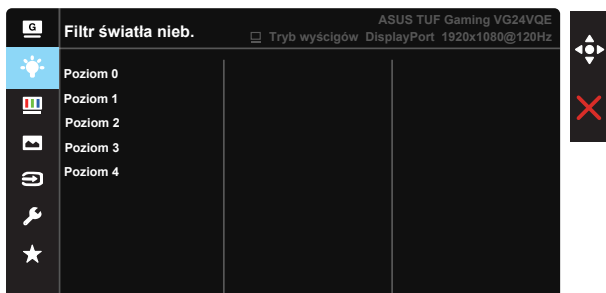 G
Filtr światła nieb.
ASUS TUF Gaming VG24VQE
Tryb wyścigów DisplayPort 1920x1080@120Hz
Poziom 0
Poziom 1
Poziom 2
Poziom 3
Poziom 4